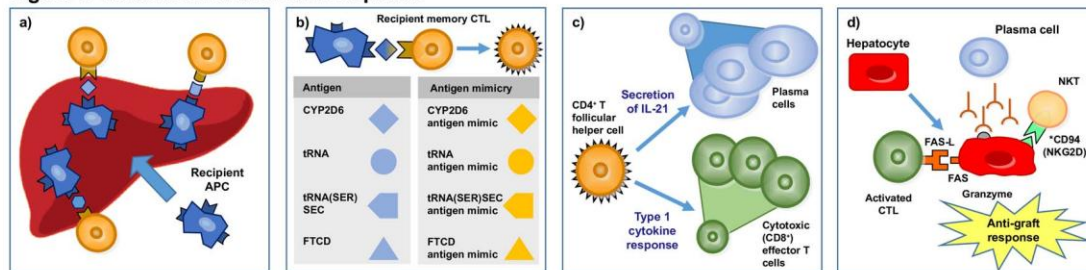 a)
Recipient
APC
b)
Recipient memory CTL
Antigen
Antigen mimicry
CYP2D6
CYP2D6
antigen mimic
tRNA
tRNA
antigen mimic
tRNA(SER)
SEC
tRNA(SER)SEC
antigen mimic
FTCD
FTCD
antigen mimic
c)
CD4⁺ T
follicular
helper cell
Secretion
of IL-21
Plasma
cells
Type 1
cytokine
response
Cytotoxic
(CD8⁺)
effector T
cells
d)
Plasma cell
Hepatocyte
NKT
*CD94
(NKG2D)
FAS-L
FAS
Granzyme
Activated
CTL
Anti-graft
response